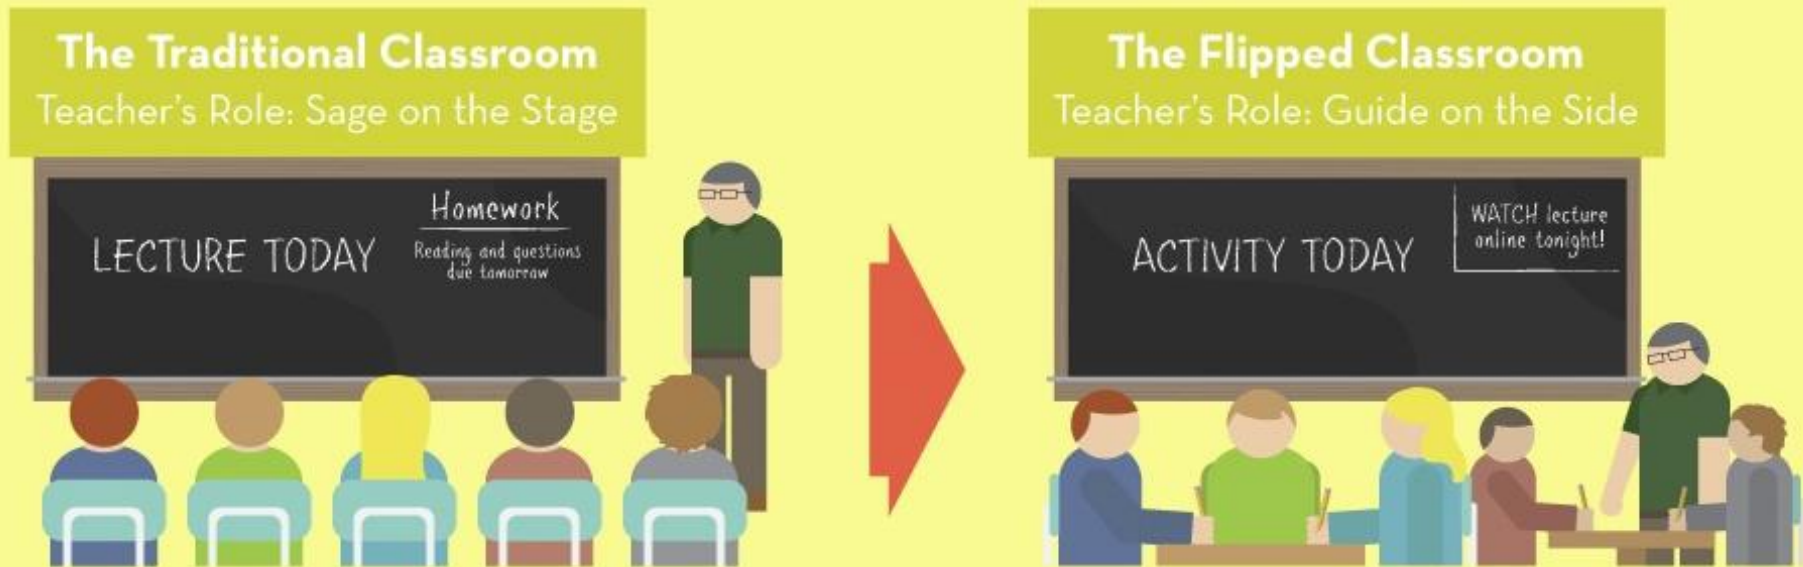 The Traditional Classroom
Teacher's Role: Sage on the Stage
LECTURE TODAY
Homework
Reading and questions
due tomorrow
The Flipped Classroom
Teacher's Role: Guide on the Side
ACTIVITY TODAY
WATCH lecture
online tonight!